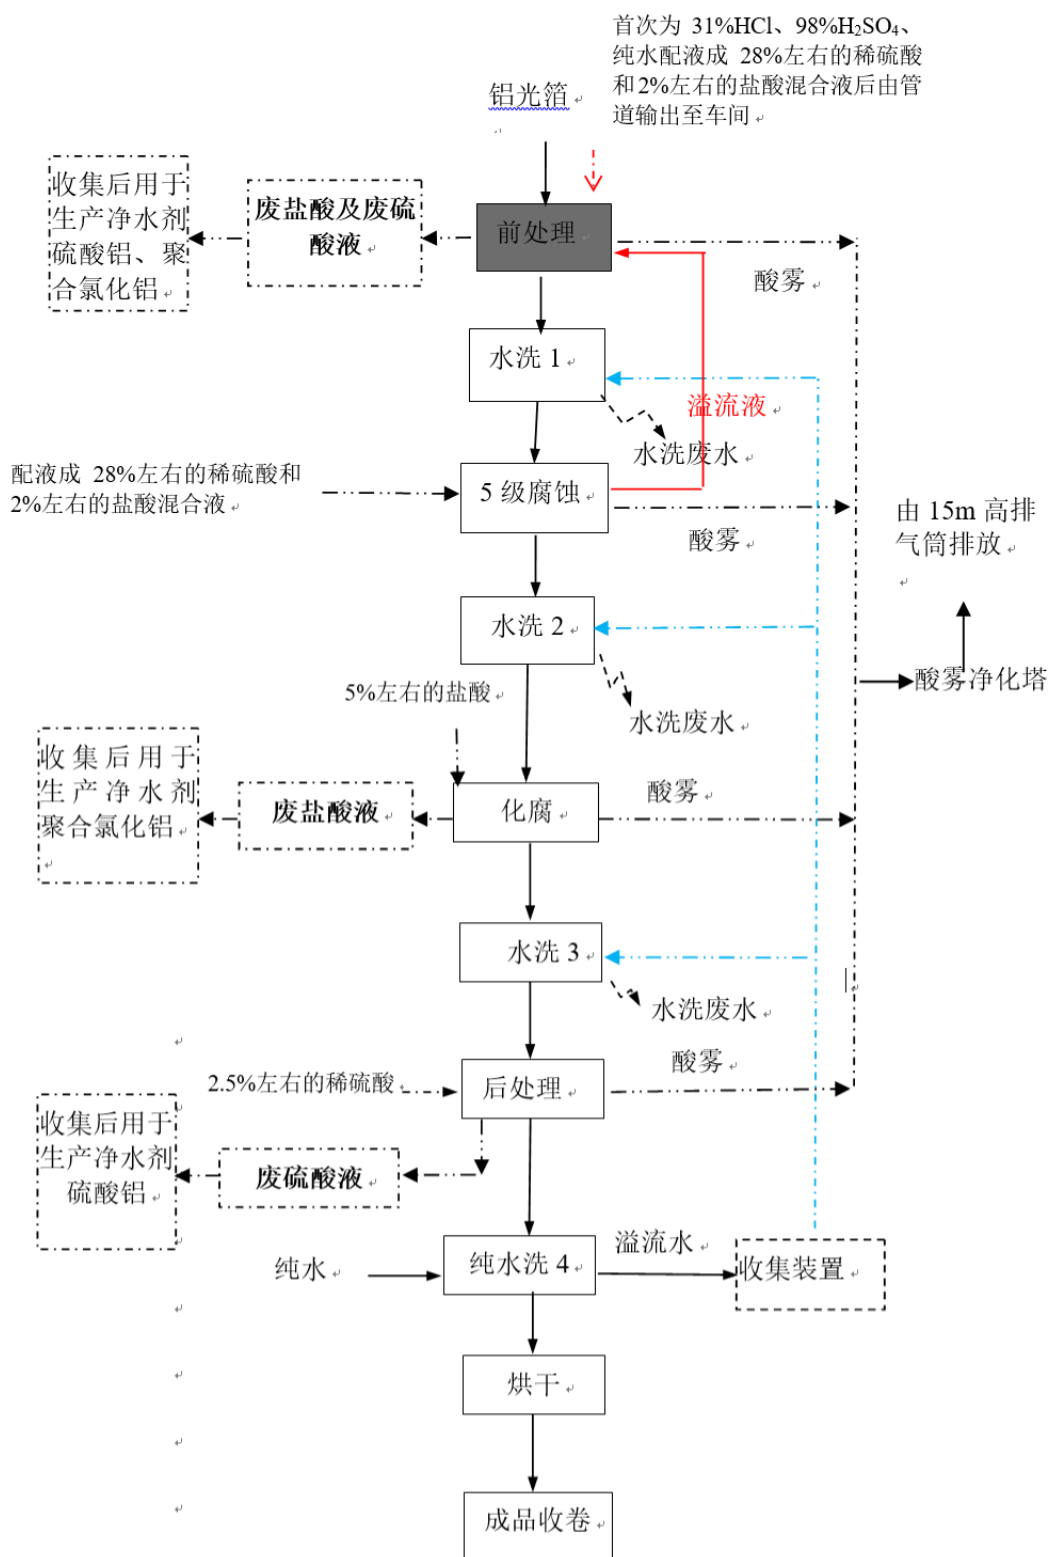 首次为 31%HCl、98%H₂SO₄、
纯水配液成 28%左右的稀硫酸
和2%左右的盐酸混合液后由管
道输出至车间
铝光箔
收集后用于
生产净水剂
硫酸铝、聚
合氯化铝
废盐酸及废硫
酸液
前处理
酸雾
水洗 1
溢流液
水洗废水
配液成 28%左右的稀硫酸和
2%左右的盐酸混合液
5 级腐蚀
酸雾
由 15m 高排
气筒排放
水洗 2
酸雾净化塔
5%左右的盐酸
水洗废水
收集后用于
生产净水剂
聚合氯化铝
废盐酸液
化腐
酸雾
水洗 3
水洗废水
酸雾
2.5%左右的稀硫酸
后处理
收集后用于
生产净水剂
硫酸铝
废硫酸液
纯水
纯水洗 4
溢流水
收集装置
烘干
成品收卷